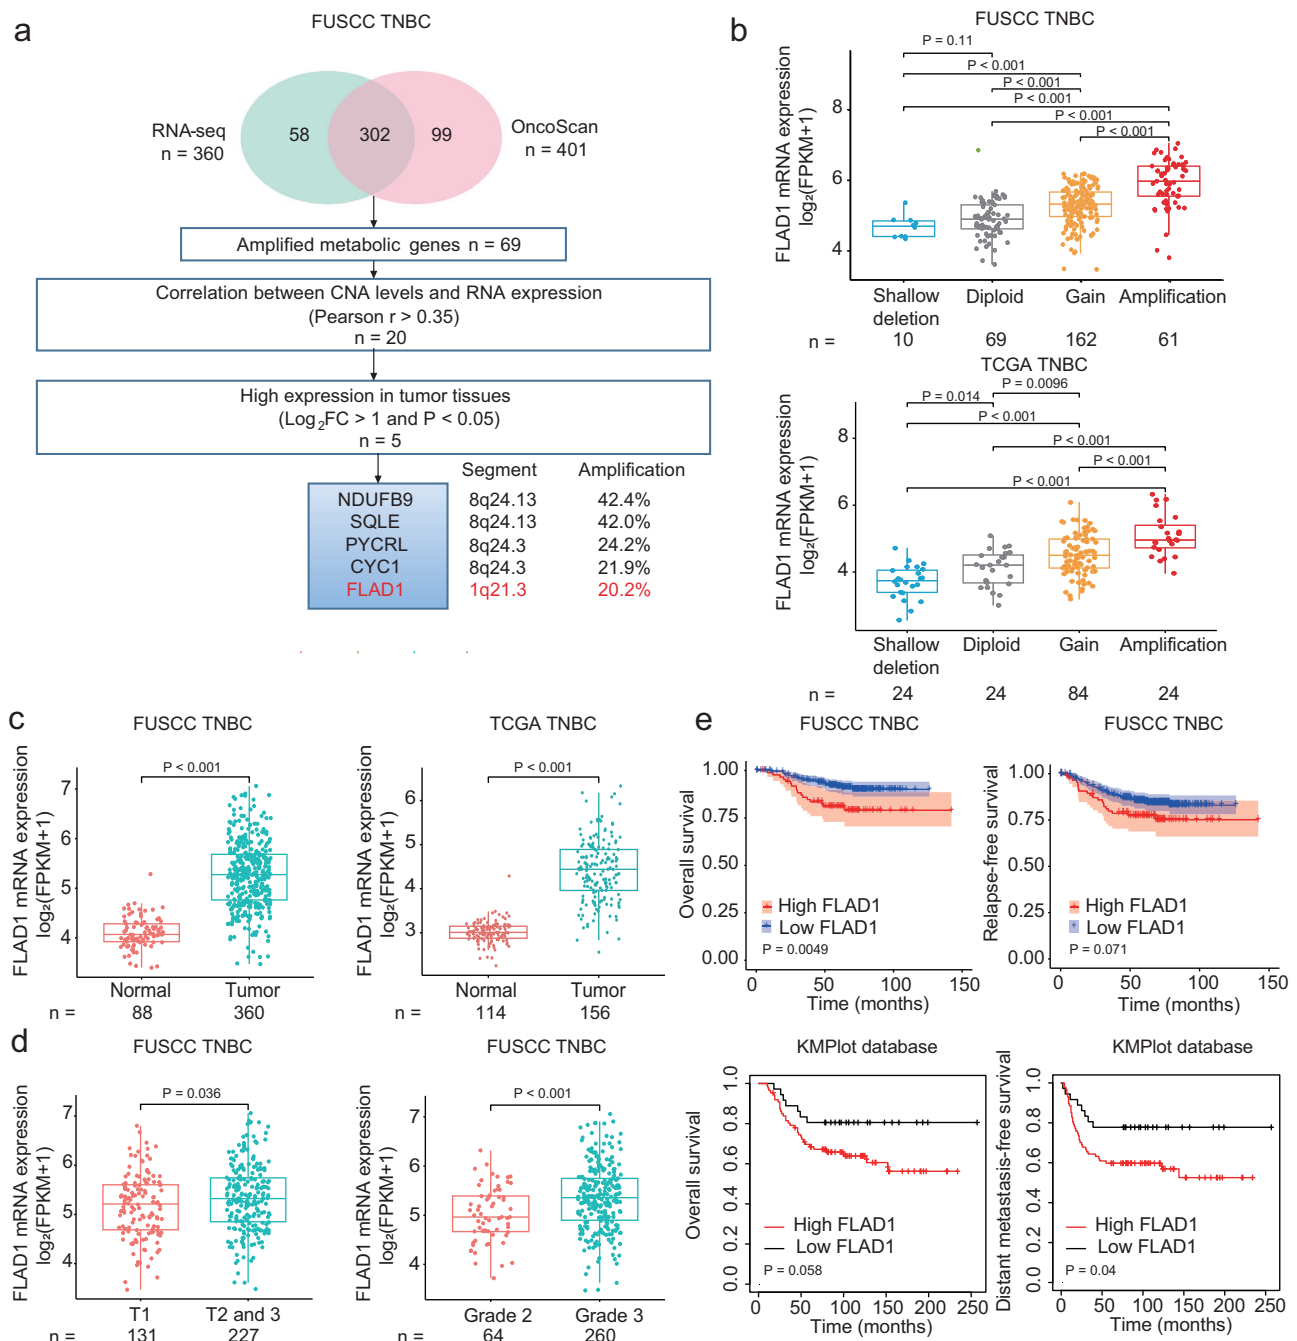 a
FUSCC TNBC
RNA-seq
n = 360
58
302
99
OncoScan
n = 401
Amplified metabolic genes n = 69
Correlation between CNA levels and RNA expression
(Pearson r > 0.35)
n = 20
High expression in tumor tissues
(Log₂FC > 1 and P < 0.05)
n = 5
Segment Amplification
NDUFB9 8q24.13 42.4%
SQLE 8q24.13 42.0%
PYCRL 8q24.3 24.2%
CYC1 8q24.3 21.9%
FLAD1 1q21.3 20.2%
b
FUSCC TNBC
FLAD1 mRNA expression
log₂(FPKM+1)
8
6
4
P = 0.11
P < 0.001
P < 0.001
P < 0.001
P < 0.001
P < 0.001
Shallow deletion Diploid Gain Amplification
n = 10 69 162 61
TCGA TNBC
FLAD1 mRNA expression
log₂(FPKM+1)
8
6
4
P = 0.0096
P = 0.014
P < 0.001
P < 0.001
P < 0.001
P < 0.001
Shallow deletion Diploid Gain Amplification
n = 24 24 84 24
c
FUSCC TNBC
FLAD1 mRNA expression
log₂(FPKM+1)
7
6
5
4
P < 0.001
Normal Tumor
n = 88 360
TCGA TNBC
FLAD1 mRNA expression
log₂(FPKM+1)
6
5
4
3
P < 0.001
Normal Tumor
n = 114 156
d
FUSCC TNBC
FLAD1 mRNA expression
log₂(FPKM+1)
7
6
5
4
P = 0.036
T1 T2 and 3
n = 131 227
FUSCC TNBC
FLAD1 mRNA expression
log₂(FPKM+1)
7
6
5
4
P < 0.001
Grade 2 Grade 3
n = 64 260
e
FUSCC TNBC
Overall survival
1.00
0.75
0.50
0.25
0.00
High FLAD1
Low FLAD1
P = 0.0049
0 50 100 150
Time (months)
FUSCC TNBC
Relapse-free survival
1.00
0.75
0.50
0.25
0.00
High FLAD1
Low FLAD1
P = 0.071
0 50 100 150
Time (months)
KMPlot database
Overall survival
1.0
0.8
0.6
0.4
0.2
0.0
High FLAD1
Low FLAD1
P = 0.058
0 50 100 150 200 250
Time (months)
KMPlot database
Distant metastasis-free survival
1.0
0.8
0.6
0.4
0.2
0.0
High FLAD1
Low FLAD1
P = 0.04
0 50 100 150 200 250
Time (months)